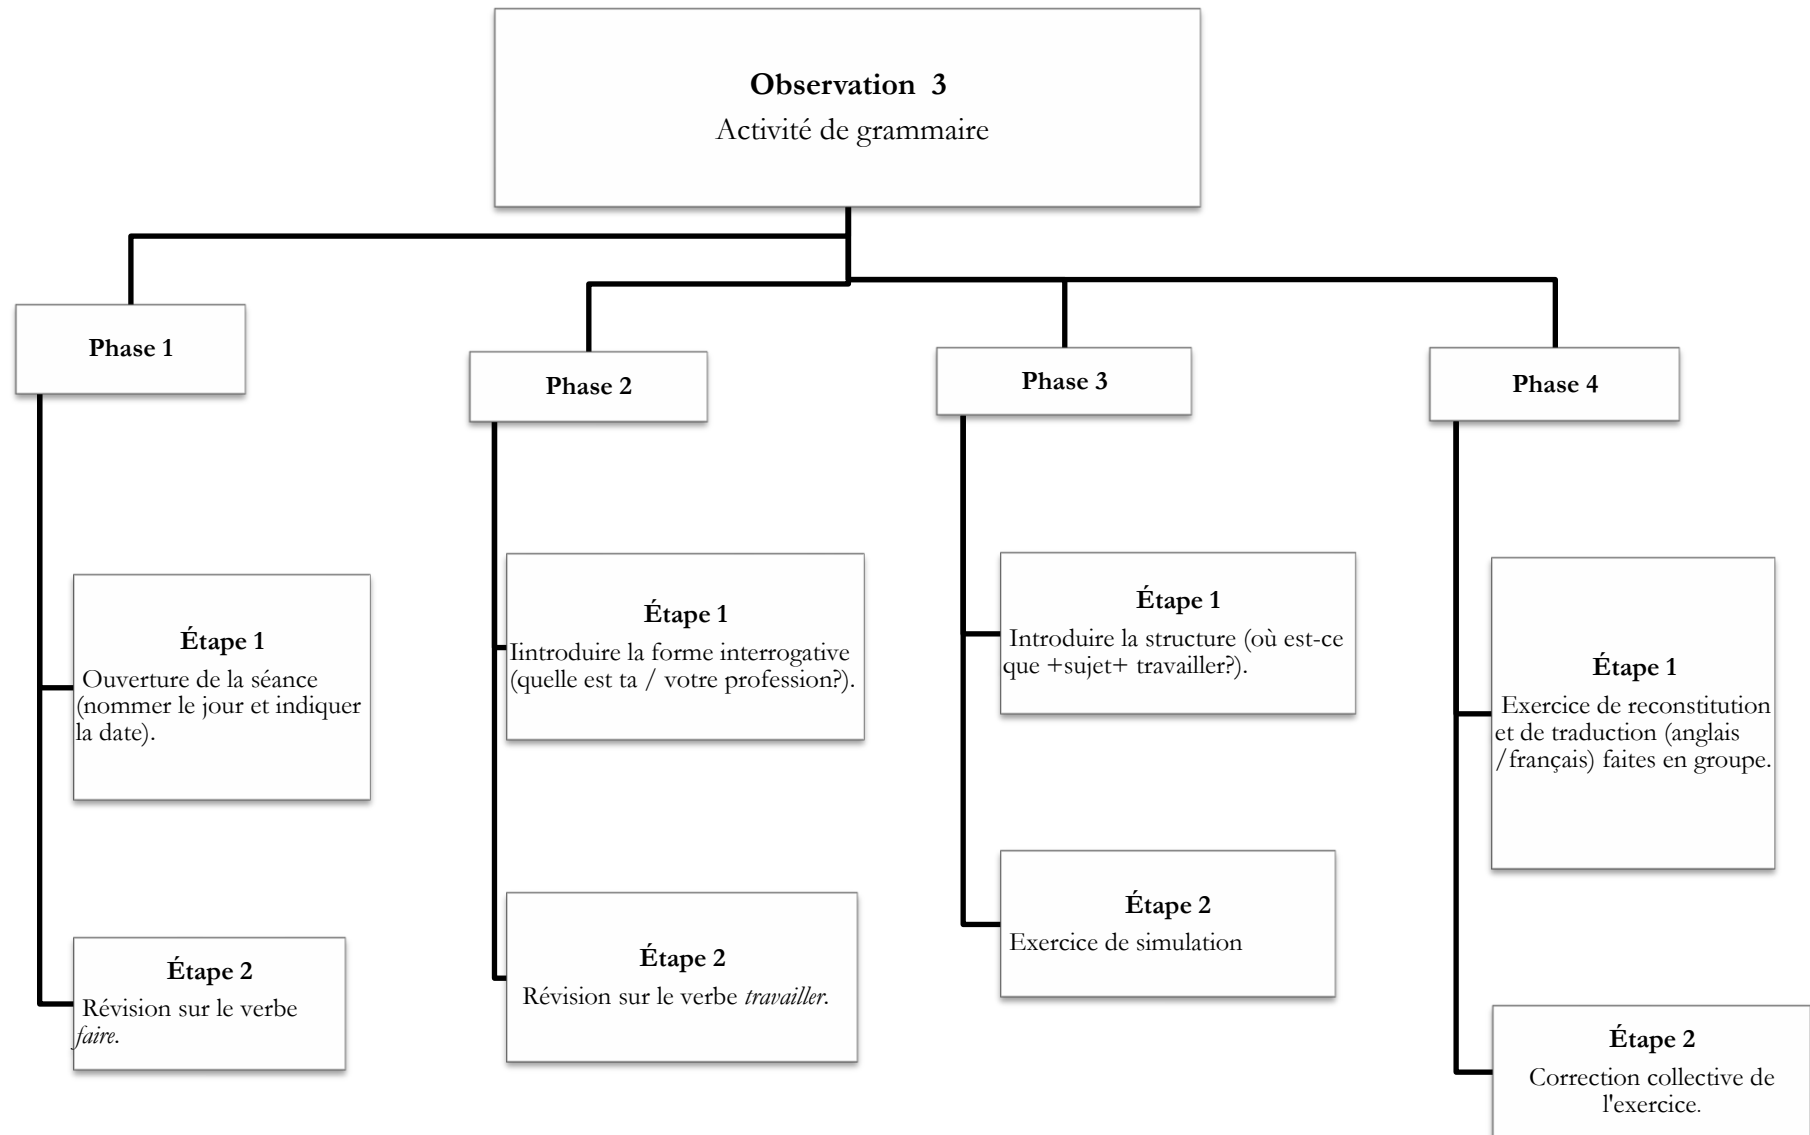 Observation 3
Activité de grammaire
Phase 1
Étape 1
Ouverture de la séance
(nommer le jour et indiquer
la date).
Étape 2
Révision sur le verbe
faire.
Phase 2
Étape 1
Iintroduire la forme interrogative
(quelle est ta / votre profession?).
Étape 2
Révision sur le verbe travailler.
Phase 3
Étape 1
Introduire la structure (où est-ce
que +sujet+ travailler?).
Étape 2
Exercice de simulation
Phase 4
Étape 1
Exercice de reconstitution
et de traduction (anglais
/français) faites en groupe.
Étape 2
Correction collective de
l'exercice.